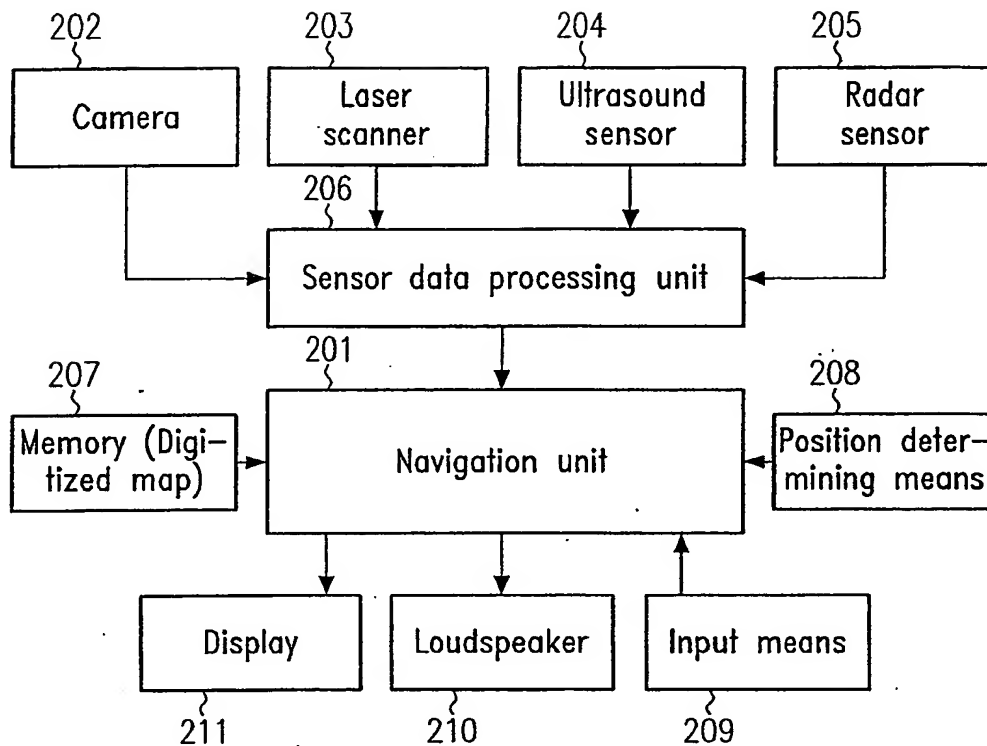 202
203
204
205
Camera
Laser
scanner
Ultrasound
sensor
Radar
sensor
206
Sensor data processing unit
201
207
208
Memory (Digi-
tized map)
Navigation unit
Position deter-
mining means
Display
Loudspeaker
Input means
211
210
209